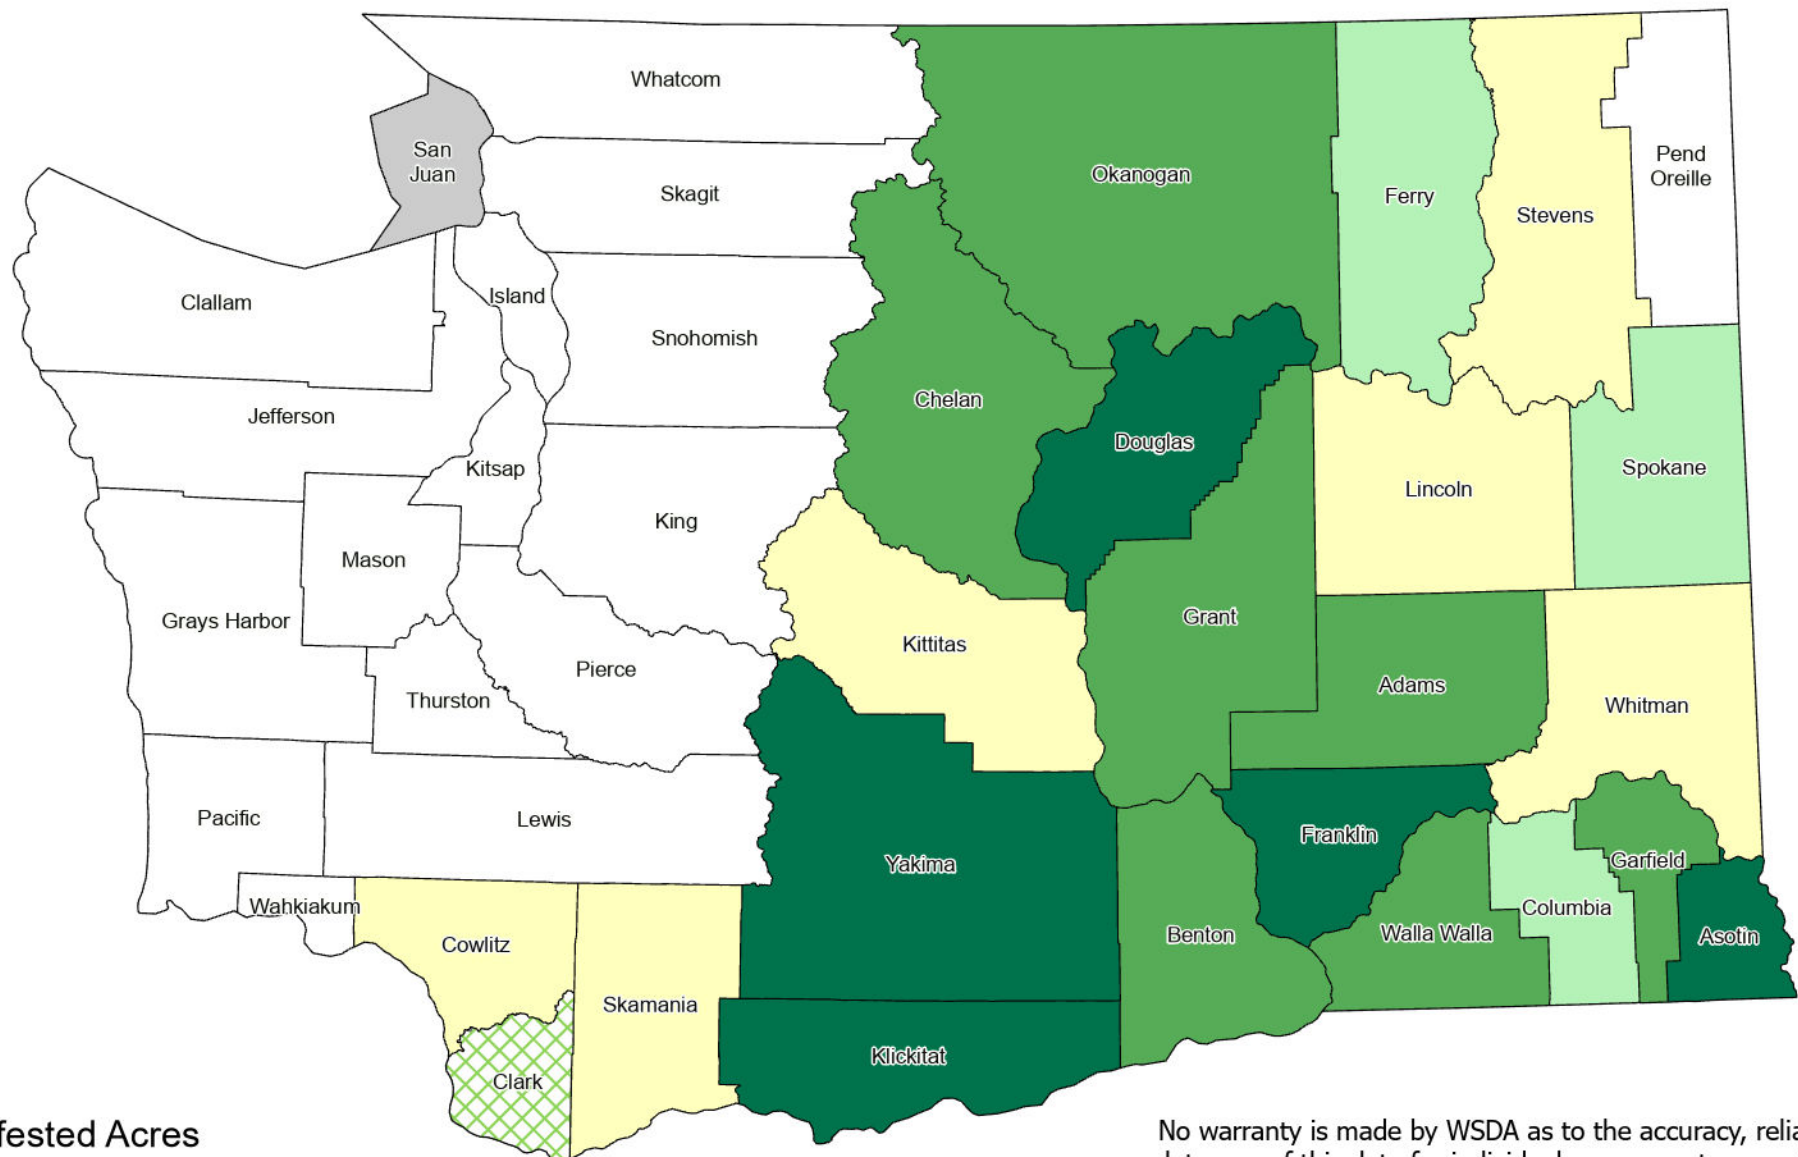 Whatcom
San
Juan
Skagit
Okanogan
Ferry
Stevens
Pend
Oreille
Clallam
Island
Snohomish
Jefferson
Chelan
Douglas
Kitsap
Lincoln
Spokane
King
Mason
Grays Harbor
Kittitas
Grant
Pierce
Thurston
Adams
Whitman
Pacific
Lewis
Yakima
Franklin
Garfield
Wahkiakum
Columbia
Cowlitz
Benton
Walla Walla
Asotin
Skamania
Klickitat
Clark
fested Acres
No warranty is made by WSDA as to the accuracy, relia